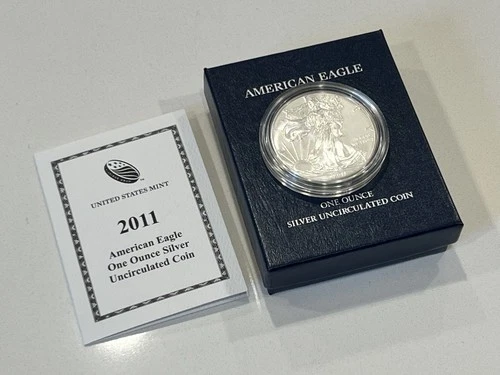 UNITED STATES MINT
2011
American Eagle
One Ounce Silver
Uncirculated Coin
AMERICAN EAGLE
ONE OUNCE
SILVER UNCIRCULATED COIN